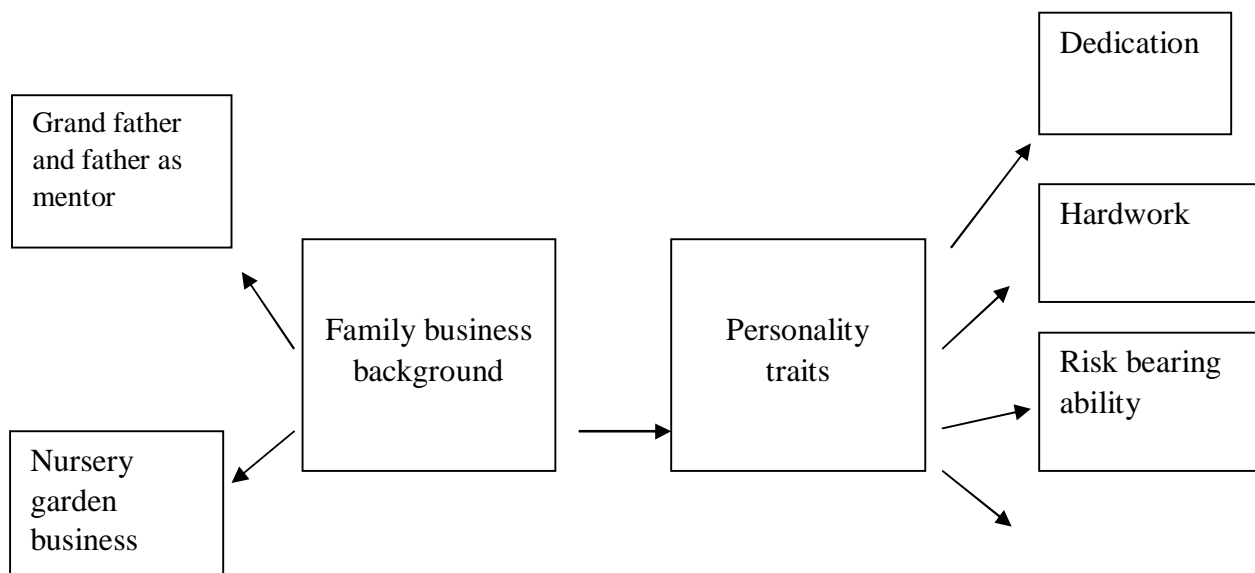 Grand father
and father as
mentor
Nursery
garden
business
Family business
background
Personality
traits
Dedication
Hardwork
Risk bearing
ability